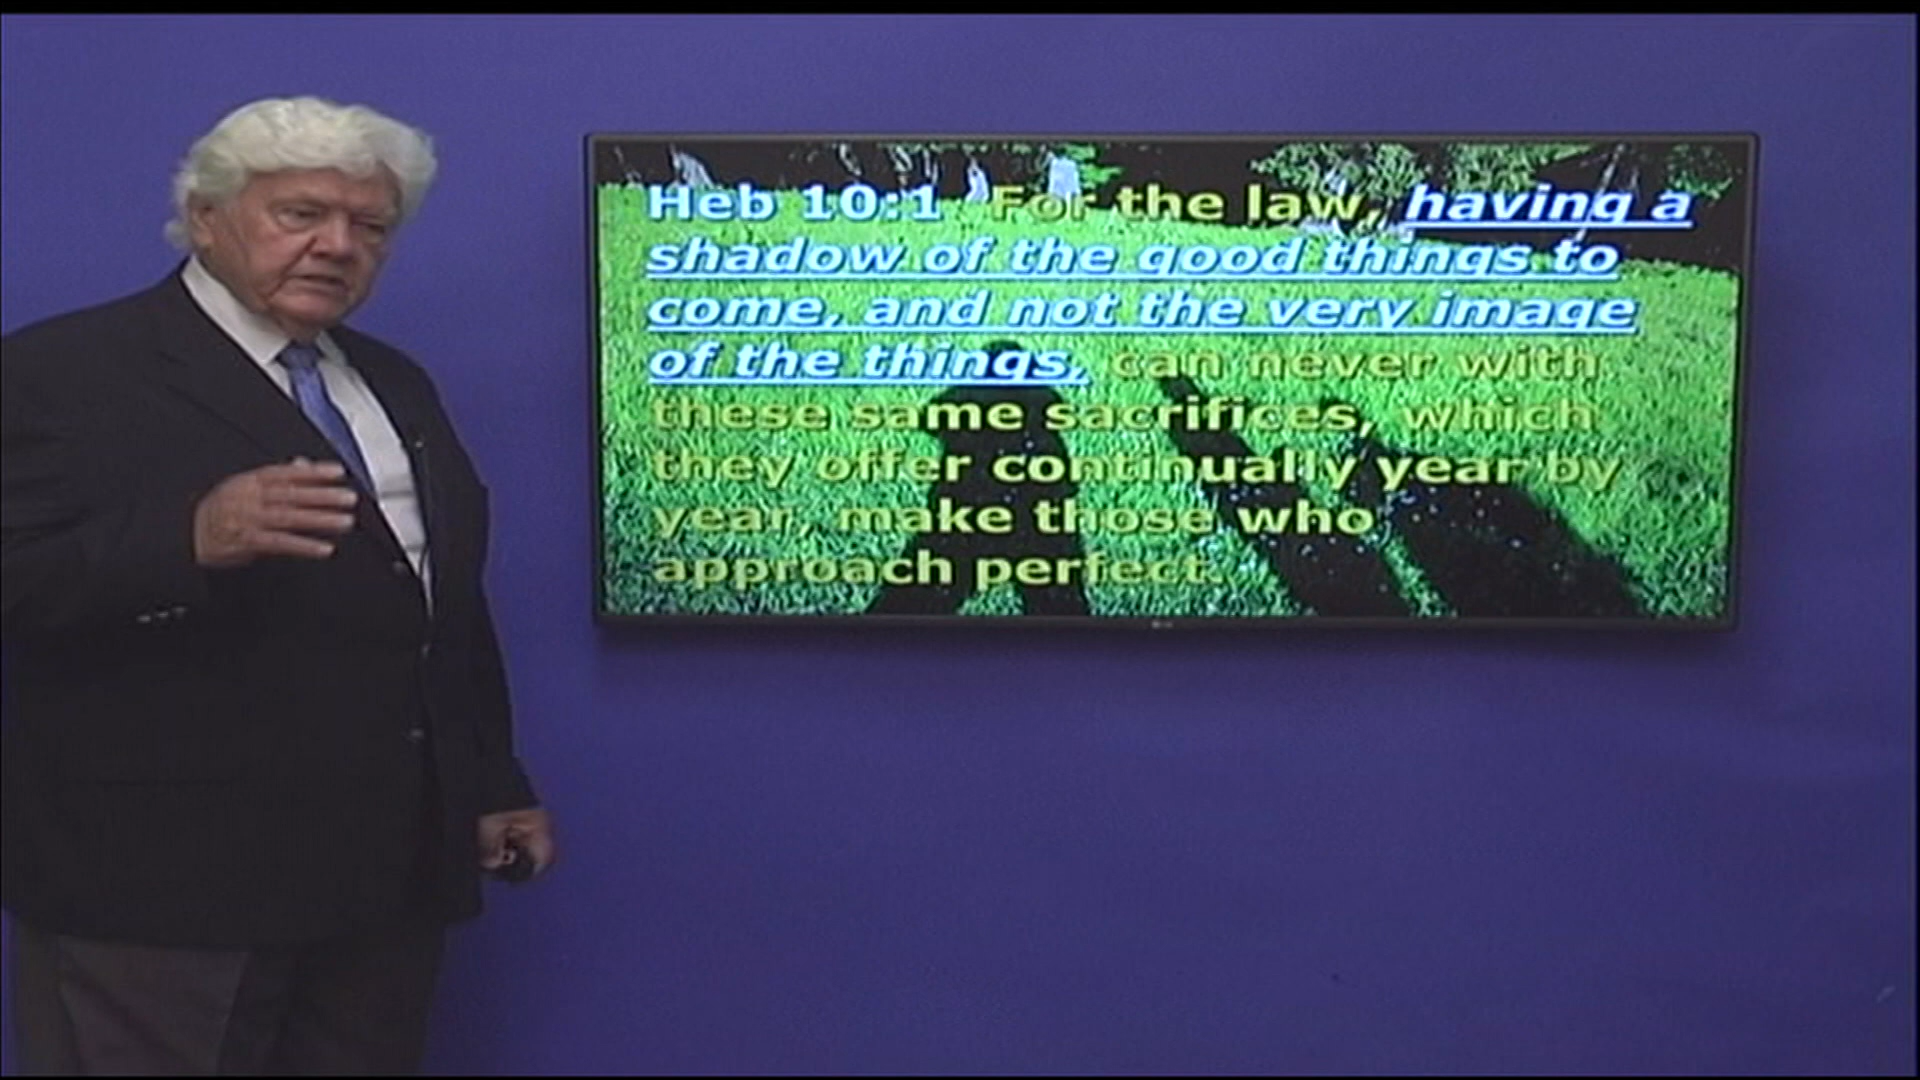 Heb 10:1 For the law, having a
shadow of the good things to
come, and not the very image
of the things, can never with
these same sacrifices, which
they offer continually year by
year, make those who
approach perfect.